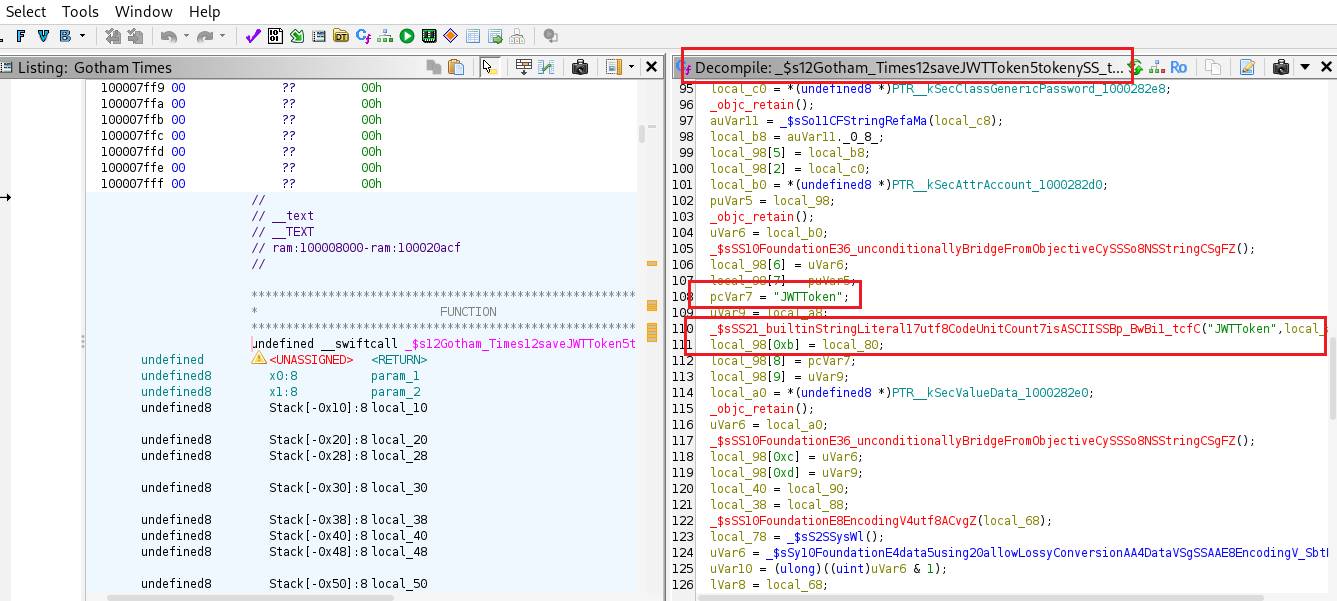 Select Tools Window Help
F V B
Listing: Gotham Times
100007ff9 00 ?? 00h
100007ffa 00 ?? 00h
100007ffb 00 ?? 00h
100007ffc 00 ?? 00h
100007ffd 00 ?? 00h
100007ffe 00 ?? 00h
100007fff 00 ?? 00h
//
// __text
// __TEXT
// ram:100008000-ram:100020acf
//
* FUNCTION
undefined __swiftcall _$s12Gotham_Times12saveJWTToken5t
undefined <UNASSIGNED> <RETURN>
undefined8 x0:8 param_1
undefined8 x1:8 param_2
undefined8 Stack[-0x10]:8 local_10
undefined8 Stack[-0x20]:8 local_20
undefined8 Stack[-0x28]:8 local_28
undefined8 Stack[-0x30]:8 local_30
undefined8 Stack[-0x38]:8 local_38
undefined8 Stack[-0x40]:8 local_40
undefined8 Stack[-0x48]:8 local_48
undefined8 Stack[-0x50]:8 local_50
Decompile: _$s12Gotham_Times12saveJWTToken5tokenySS_t... Ro
95 local_c0 = *(undefined8 *)PTR__kSecClassGenericPassword_1000282e8;
96 _objc_retain();
97 auVar11 = _$sSo11CFStringRefaMa(local_c8);
98 local_b8 = auVar11._0_8_;
99 local_98[5] = local_b8;
100 local_98[2] = local_c0;
101 local_b0 = *(undefined8 *)PTR__kSecAttrAccount_1000282d0;
102 puVar5 = local_98;
103 _objc_retain();
104 uVar6 = local_b0;
105 _$sSS10FoundationE36_unconditionallyBridgeFromObjectiveCySSSo8NSStringCSgFZ();
106 local_98[6] = uVar6;
107 local_98[7] = puVar5;
108 pcVar7 = "JWTToken";
109 uVar9 = local_a8;
110 _$sSS21_builtinStringLiteral17utf8CodeUnitCount7isASCIISSBp_BwBi1_tcfC("JWTToken",local_
111 local_98[0xb] = local_80;
112 local_98[8] = pcVar7;
113 local_98[9] = uVar9;
114 local_a0 = *(undefined8 *)PTR__kSecValueData_1000282e0;
115 _objc_retain();
116 uVar6 = local_a0;
117 _$sSS10FoundationE36_unconditionallyBridgeFromObjectiveCySSSo8NSStringCSgFZ();
118 local_98[0xc] = uVar6;
119 local_98[0xd] = uVar9;
120 local_40 = local_90;
121 local_38 = local_88;
122 _$sSS10FoundationE8EncodingV4utf8ACvgZ(local_68);
123 local_78 = _$sS2SSysWl();
124 uVar6 = _$sSy10FoundationE4data5using20allowLossyConversionAA4DataVSgSSAAE8EncodingV_Sbt
125 uVar10 = (ulong)((uint)uVar6 & 1);
126 lVar8 = local_68;